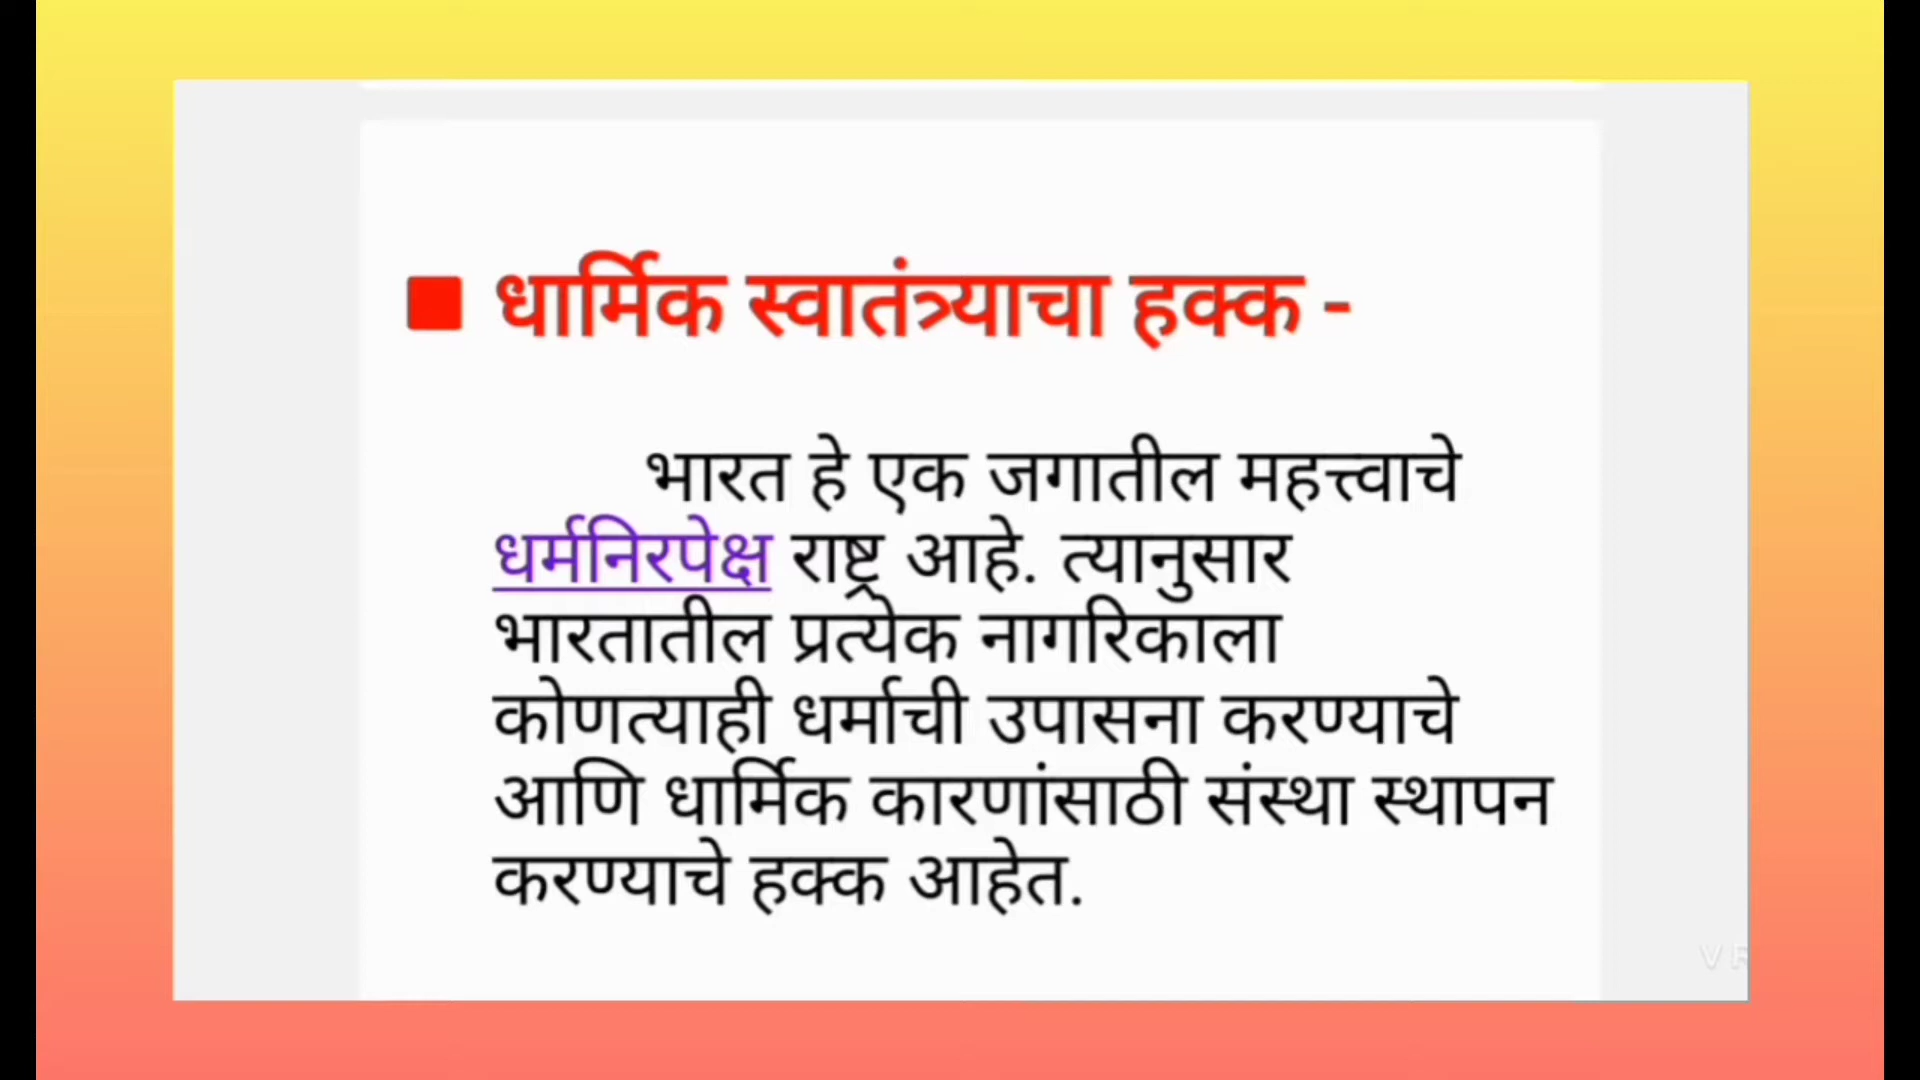 ■ धार्मिक स्वातंत्र्याचा हक्क -
भारत हे एक जगातील महत्त्वाचे
धर्मनिरपेक्ष राष्ट्र आहे. त्यानुसार
भारतातील प्रत्येक नागरिकाला
कोणत्याही धर्माची उपासना करण्याचे
आणि धार्मिक कारणांसाठी संस्था स्थापन
करण्याचे हक्क आहेत.